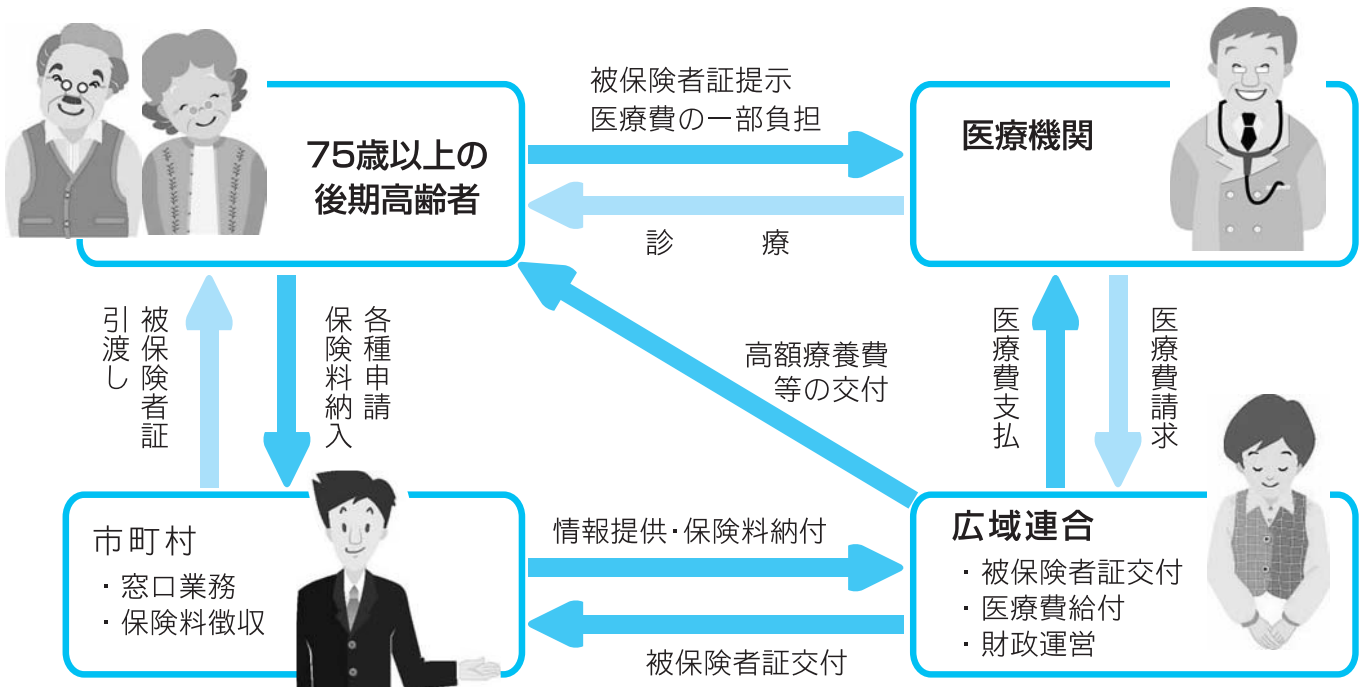 75歳以上の
後期高齢者
被保険者証提示
医療費の一部負担
診　療
医療機関
被保険者証
引渡し
各種申請
保険料納入
高額療養費
等の交付
医療費支払
医療費請求
市町村
・窓口業務
・保険料徴収
情報提供・保険料納付
被保険者証交付
広域連合
・被保険者証交付
・医療費給付
・財政運営